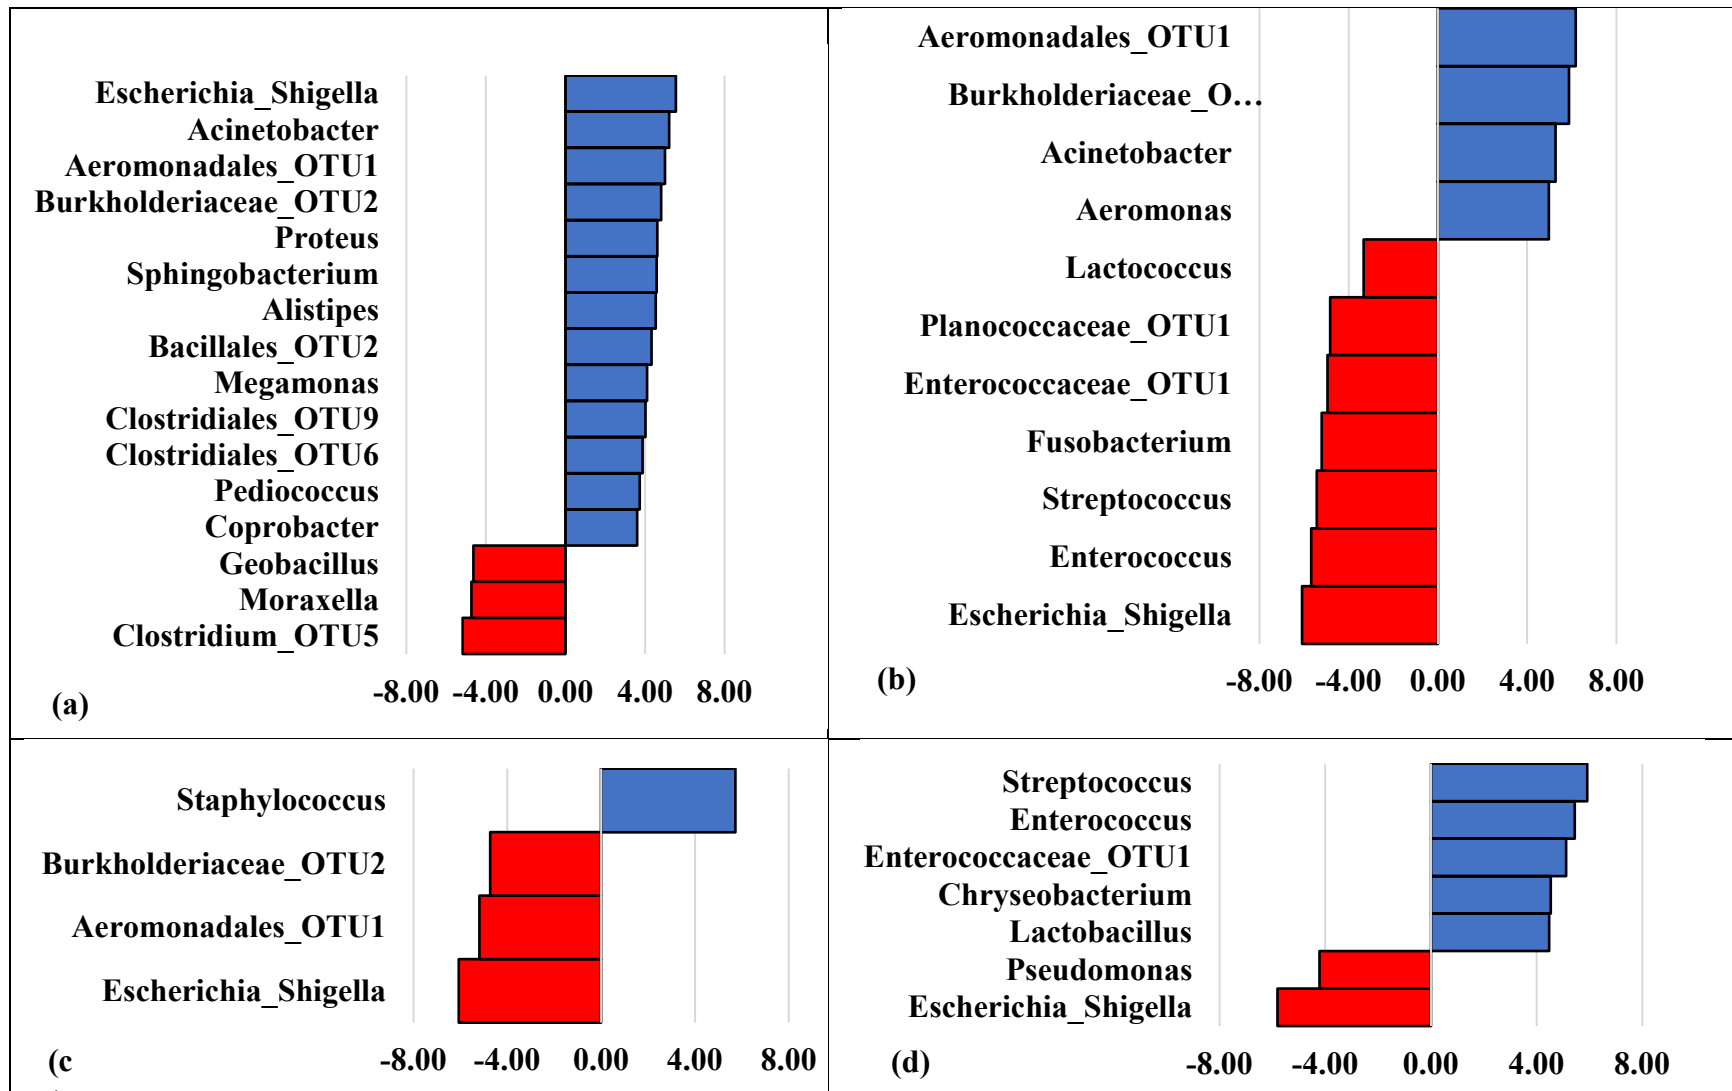 Escherichia_Shigella
Acinetobacter
Aeromonadales_OTU1
Burkholderiaceae_OTU2
Proteus
Sphingobacterium
Alistipes
Bacillales_OTU2
Megamonas
Clostridiales_OTU9
Clostridiales_OTU6
Pediococcus
Coprobacter
Geobacillus
Moraxella
Clostridium_OTU5
-8.00 -4.00 0.00 4.00 8.00
(a)
Aeromonadales_OTU1
Burkholderiaceae_O…
Acinetobacter
Aeromonas
Lactococcus
Planococcaceae_OTU1
Enterococcaceae_OTU1
Fusobacterium
Streptococcus
Enterococcus
Escherichia_Shigella
-8.00 -4.00 0.00 4.00 8.00
(b)
Staphylococcus
Burkholderiaceae_OTU2
Aeromonadales_OTU1
Escherichia_Shigella
-8.00 -4.00 0.00 4.00 8.00
(c
Streptococcus
Enterococcus
Enterococcaceae_OTU1
Chryseobacterium
Lactobacillus
Pseudomonas
Escherichia_Shigella
-8.00 -4.00 0.00 4.00 8.00
(d)